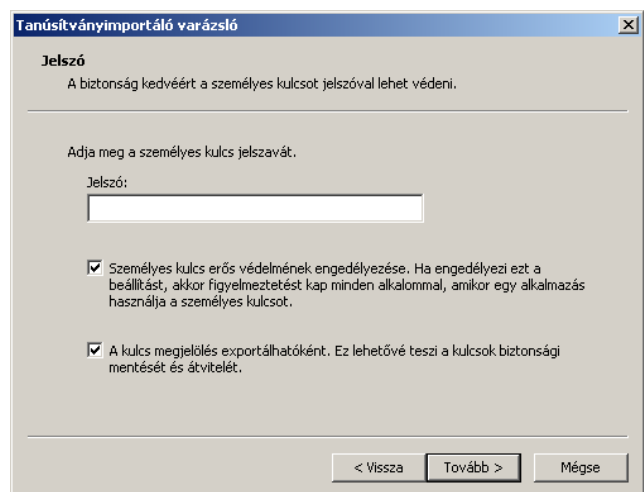 Tanúsítványimportáló varázsló
Jelszó
A biztonság kedvéért a személyes kulcsot jelszóval lehet védeni.
Adja meg a személyes kulcs jelszavát.
Jelszó:
Személyes kulcs erős védelmének engedélyezése. Ha engedélyezi ezt a
beállítást, akkor figyelmeztetést kap minden alkalommal, amikor egy alkalmazás
használja a személyes kulcsot.
A kulcs megjelölés exportálhatóként. Ez lehetővé teszi a kulcsok biztonsági
mentését és átvitelét.
< Vissza Tovább > Mégse